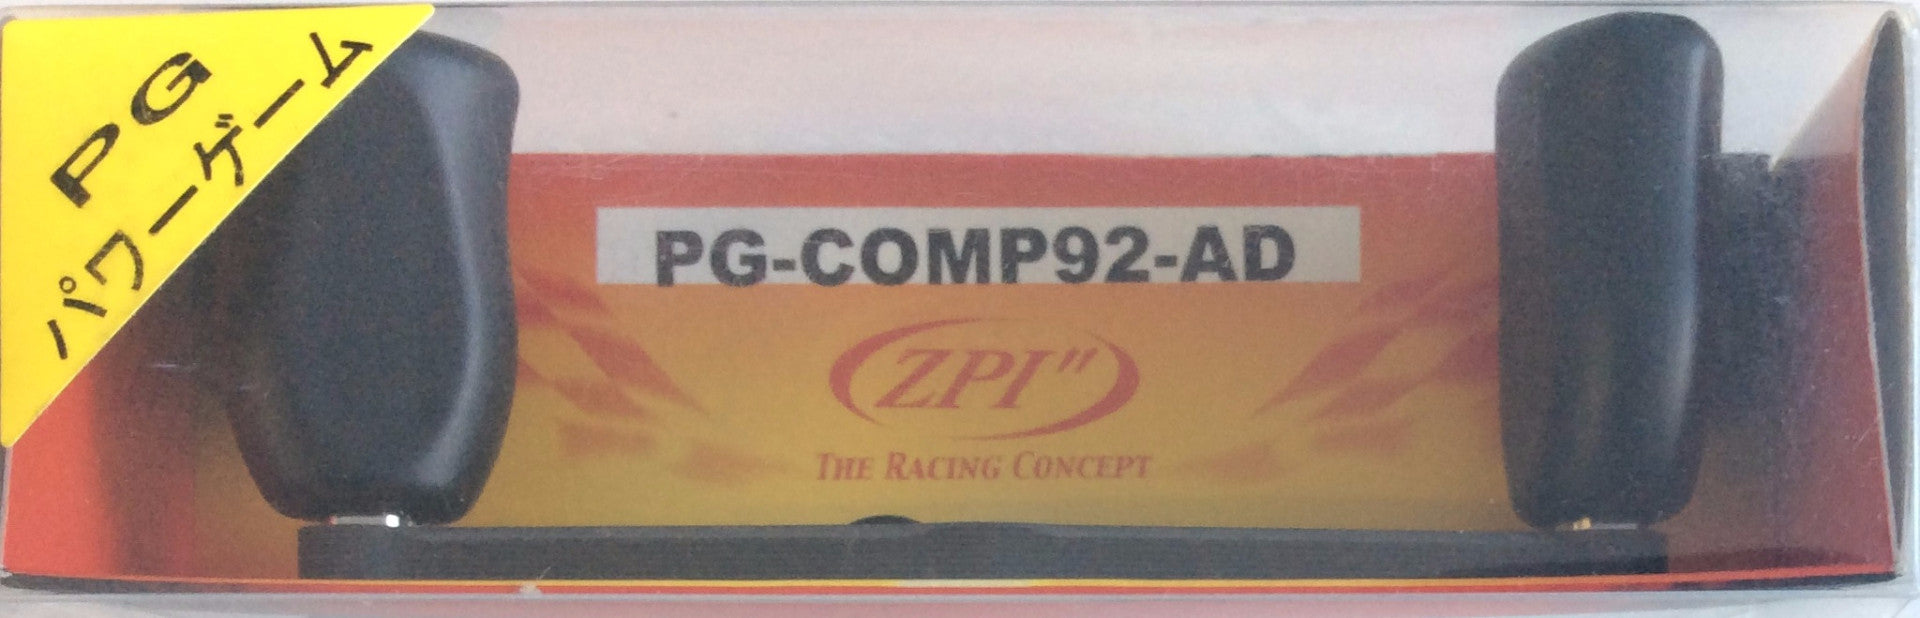 PG
パワーゲーム
PG-COMP92-AD
ZPI"
THE RACING CONCEPT